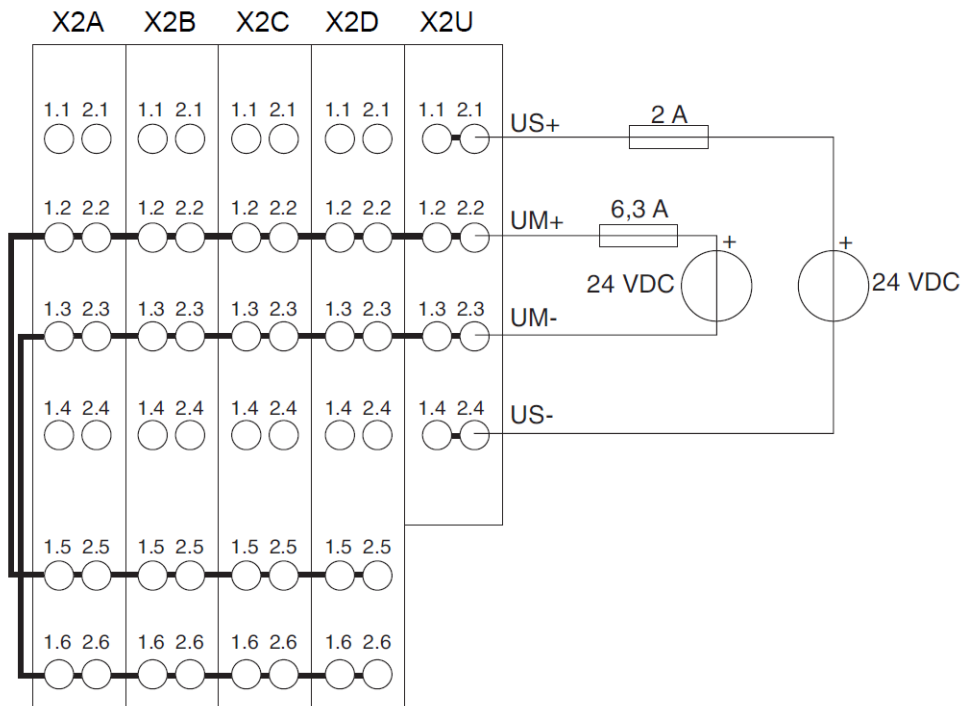 X2A X2B X2C X2D X2U
1.1 2.1 1.1 2.1 1.1 2.1 1.1 2.1 1.1 2.1 US+ 2 A
1.2 2.2 1.2 2.2 1.2 2.2 1.2 2.2 1.2 2.2 UM+ 6,3 A
+ +
24 VDC 24 VDC
1.3 2.3 1.3 2.3 1.3 2.3 1.3 2.3 1.3 2.3 UM-
1.4 2.4 1.4 2.4 1.4 2.4 1.4 2.4 1.4 2.4 US-
1.5 2.5 1.5 2.5 1.5 2.5 1.5 2.5
1.6 2.6 1.6 2.6 1.6 2.6 1.6 2.6